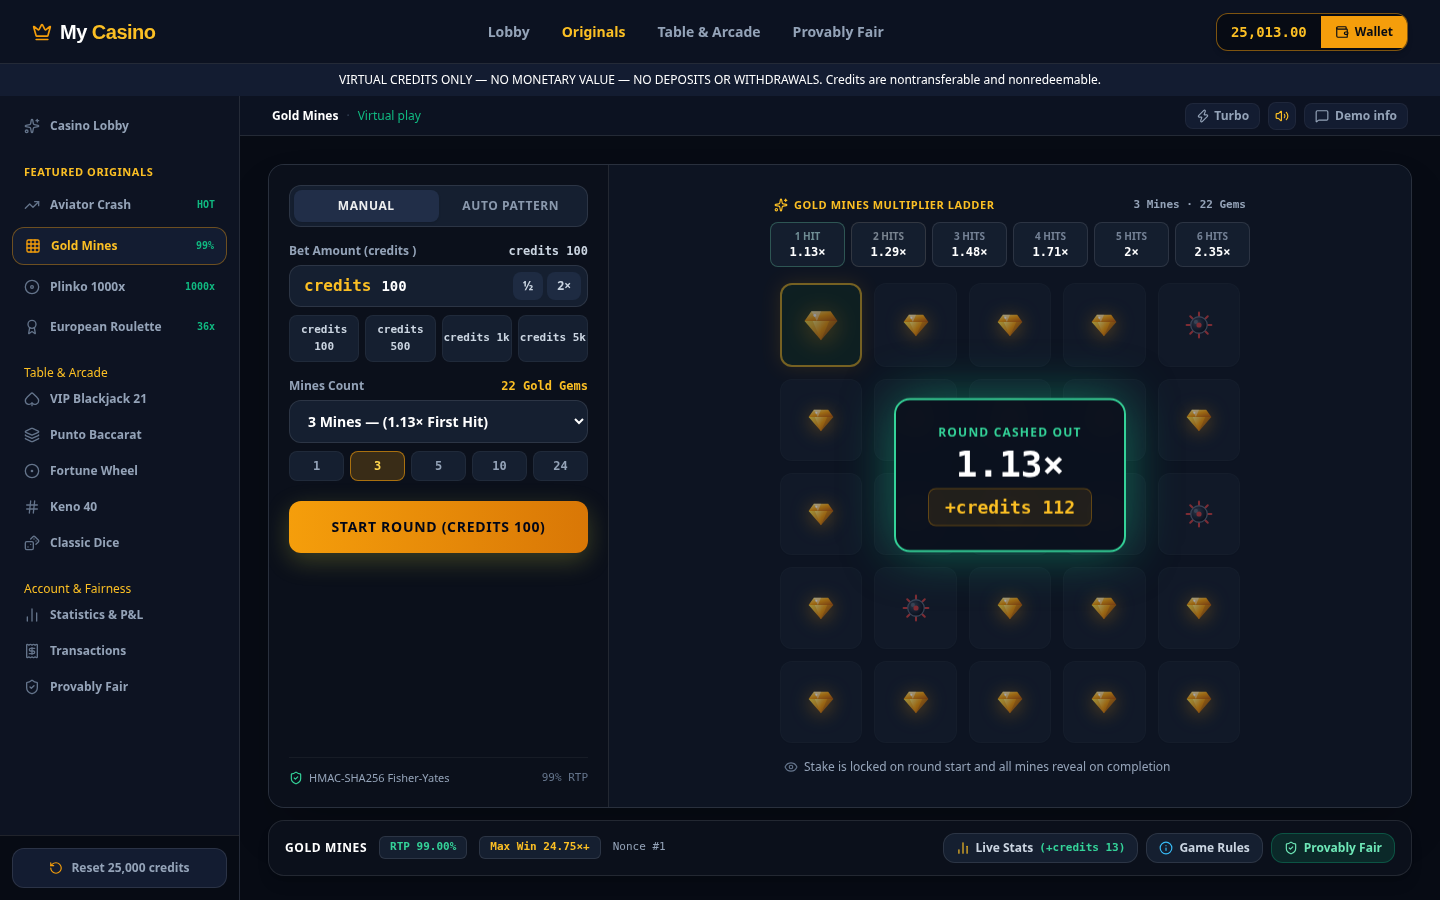 My Casino
Lobby
Originals
Table & Arcade
Provably Fair
25,013.00
Wallet
VIRTUAL CREDITS ONLY — NO MONETARY VALUE — NO DEPOSITS OR WITHDRAWALS. Credits are nontransferable and nonredeemable.
Casino Lobby
FEATURED ORIGINALS
Aviator Crash HOT
Gold Mines 99%
Plinko 1000x 1000x
European Roulette 36x
Table & Arcade
VIP Blackjack 21
Punto Baccarat
Fortune Wheel
Keno 40
Classic Dice
Account & Fairness
Statistics & P&L
Transactions
Provably Fair
Reset 25,000 credits
Gold Mines · Virtual play
Turbo
Demo info
MANUAL
AUTO PATTERN
Bet Amount (credits ) credits 100
credits 100
½
2×
credits 100
credits 500
credits 1k
credits 5k
Mines Count 22 Gold Gems
3 Mines — (1.13× First Hit)
1
3
5
10
24
START ROUND (CREDITS 100)
HMAC-SHA256 Fisher-Yates 99% RTP
GOLD MINES MULTIPLIER LADDER
3 Mines · 22 Gems
1 HIT
1.13×
2 HITS
1.29×
3 HITS
1.48×
4 HITS
1.71×
5 HITS
2×
6 HITS
2.35×
ROUND CASHED OUT
1.13×
+credits 112
Stake is locked on round start and all mines reveal on completion
GOLD MINES
RTP 99.00%
Max Win 24.75×+
Nonce #1
Live Stats (+credits 13)
Game Rules
Provably Fair